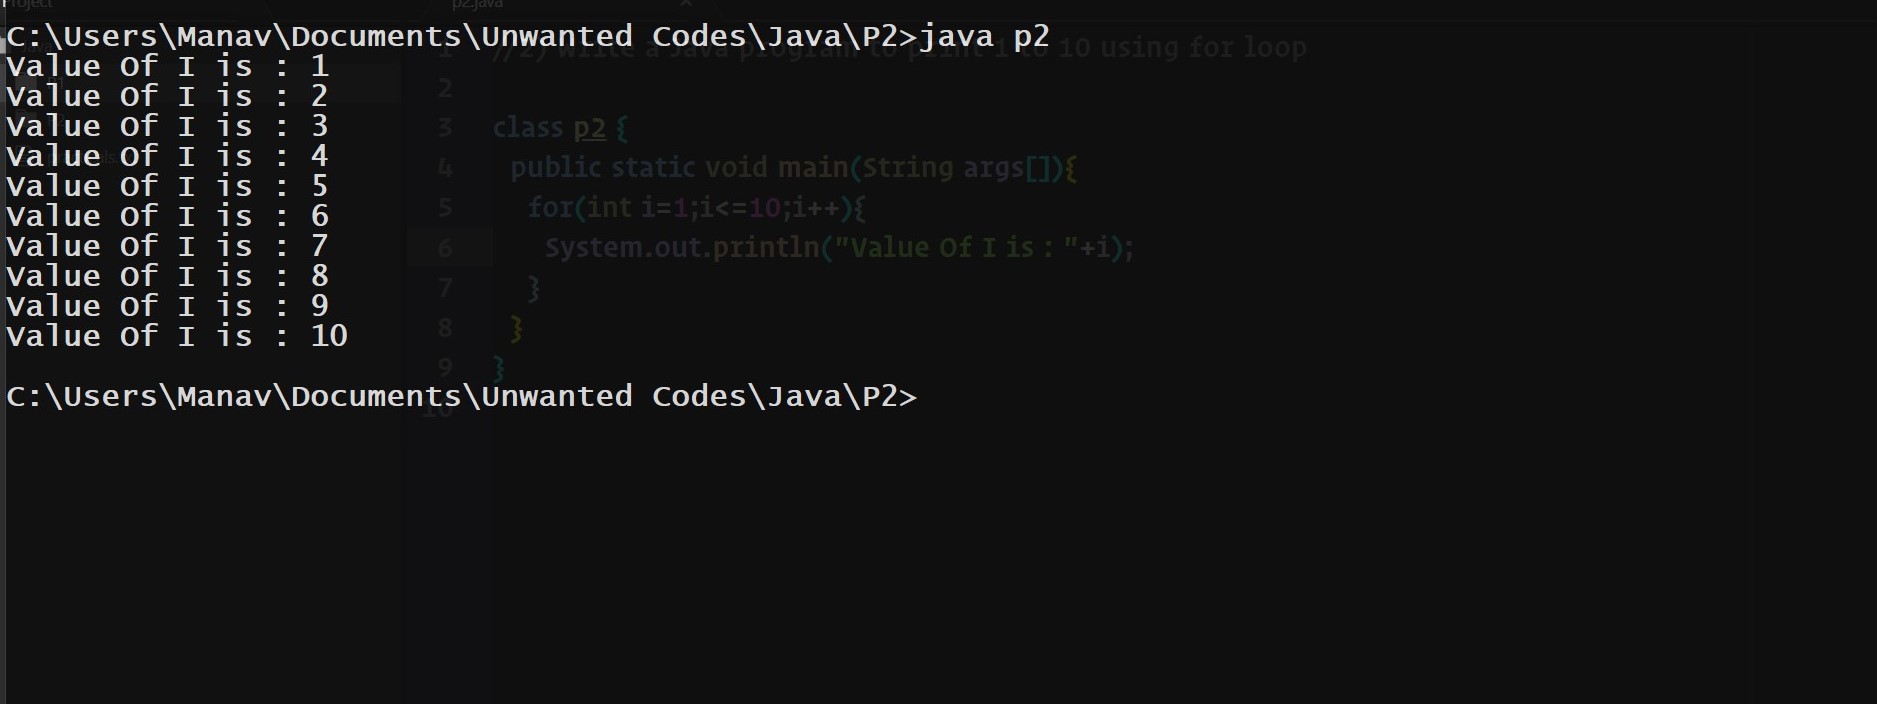 Project
p2.java
C:\Users\Manav\Documents\Unwanted Codes\Java\P2>java p2
Value Of I is : 1
Value Of I is : 2
Value Of I is : 3
Value Of I is : 4
Value Of I is : 5
Value Of I is : 6
Value Of I is : 7
Value Of I is : 8
Value Of I is : 9
Value Of I is : 10
C:\Users\Manav\Documents\Unwanted Codes\Java\P2>
1 //2) Write a Java program to print 1 to 10 using for loop
2
3 class p2 {
4 public static void main(String args[]){
5 for(int i=1;i<=10;i++){
6 System.out.println("Value Of I is : "+i);
7 }
8 }
9 }
10